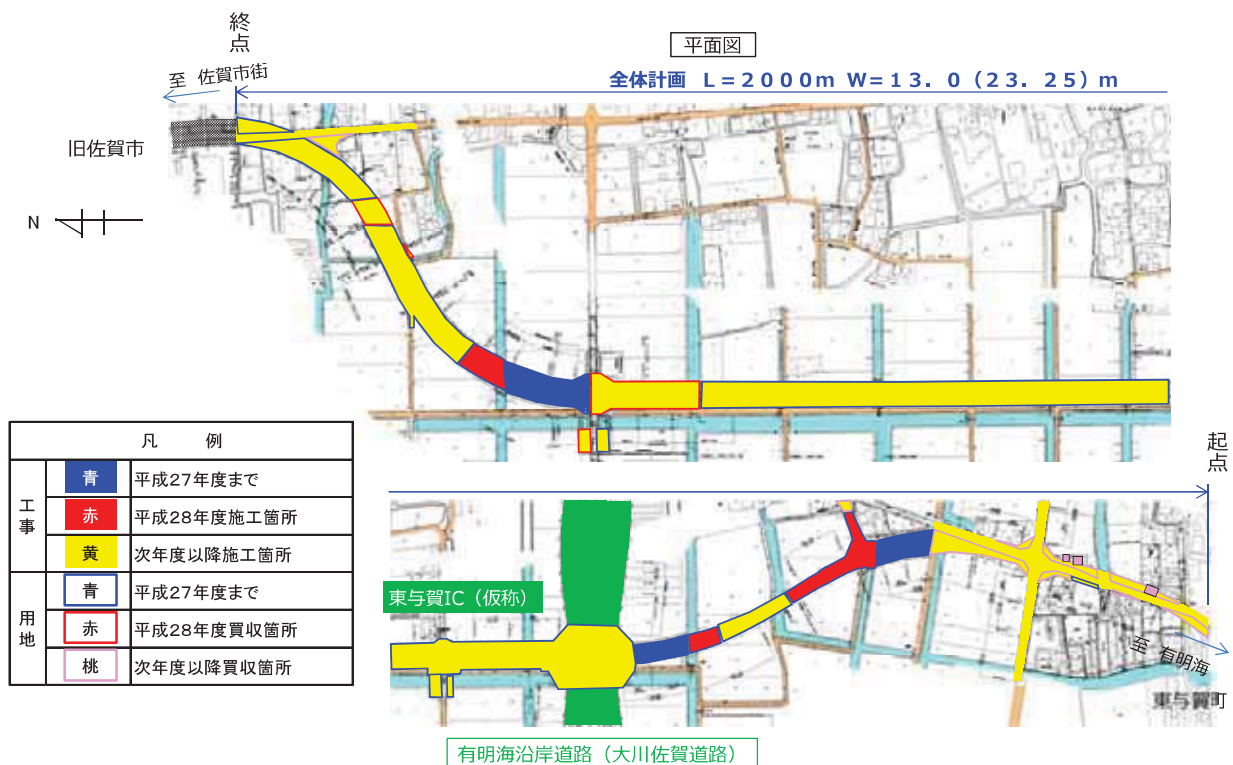 終点
平面図
至 佐賀市街
全体計画 L=2000m W=13.0(23.25)m
旧佐賀市
N
起点
凡 例
工事
青 平成27年度まで
赤 平成28年度施工箇所
黄 次年度以降施工箇所
用地
青 平成27年度まで
赤 平成28年度買収箇所
桃 次年度以降買収箇所
東与賀IC(仮称)
至 有明海
東与賀町
有明海沿岸道路(大川佐賀道路)